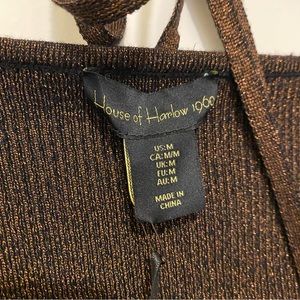 House of Harlow 1960
US:M
CA:M/M
UK:M
EU:M
AU:M
MADE IN
CHINA